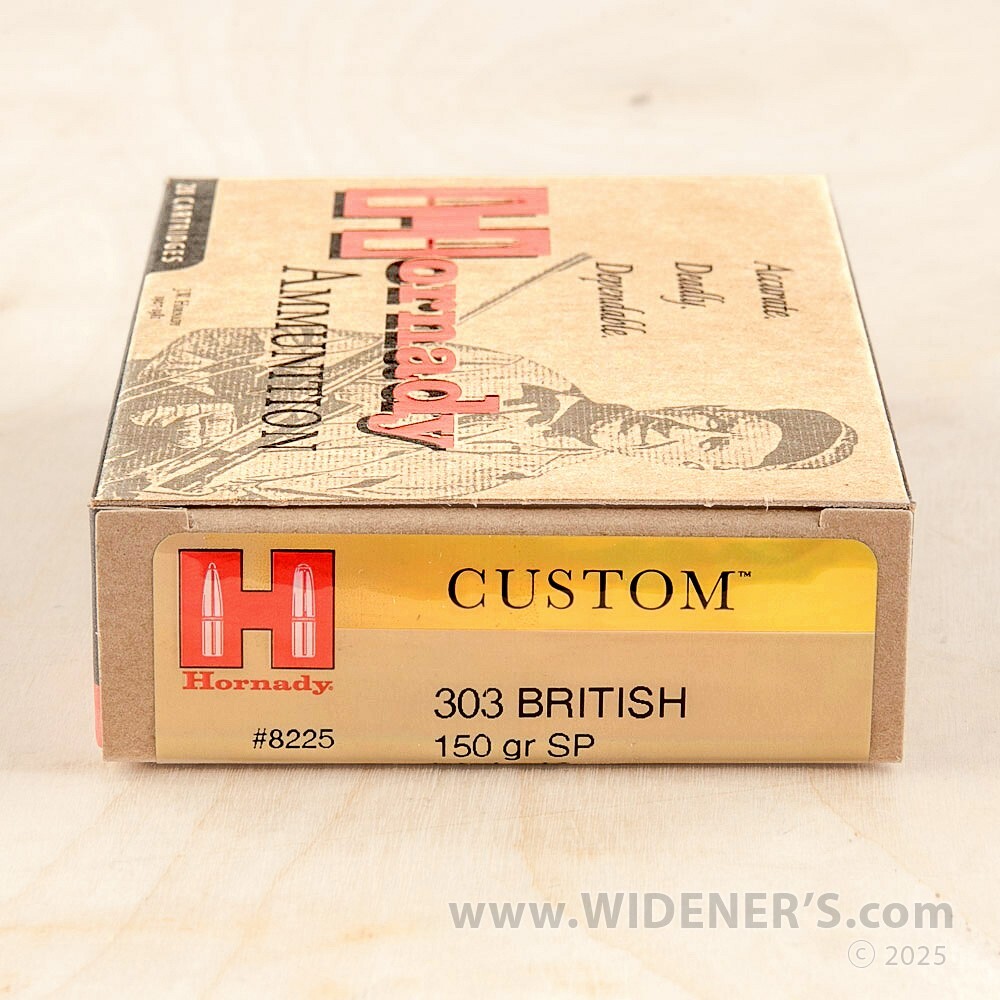 20 CARTRIDGES
Hornady
AMMUNITION
Accurate.
Deadly.
Dependable.
CUSTOM™
Hornady®
303 BRITISH
#8225
150 gr SP
www.WIDENER'S.com
© 2025